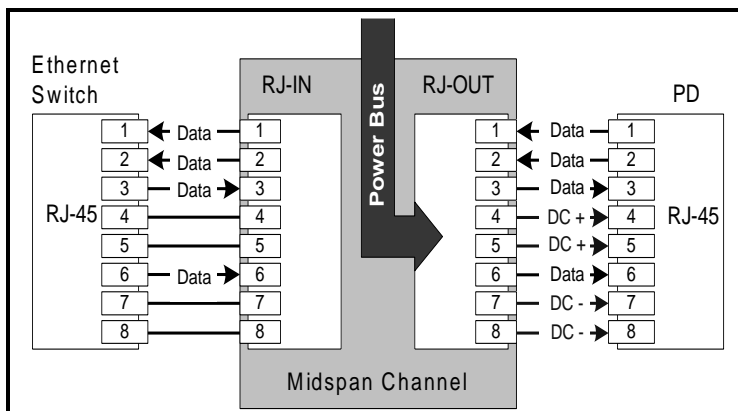 Ethernet
Switch
RJ-IN
Power Bus
RJ-OUT
PD
1 Data 1
2 Data 2
3 Data 3
RJ-45
4 4
5 5
6 Data 6
7 7
8 8
1 Data 1
2 Data 2
3 Data 3
4 DC + 4
RJ-45
5 DC + 5
6 Data 6
7 DC - 7
8 DC - 8
Midspan Channel